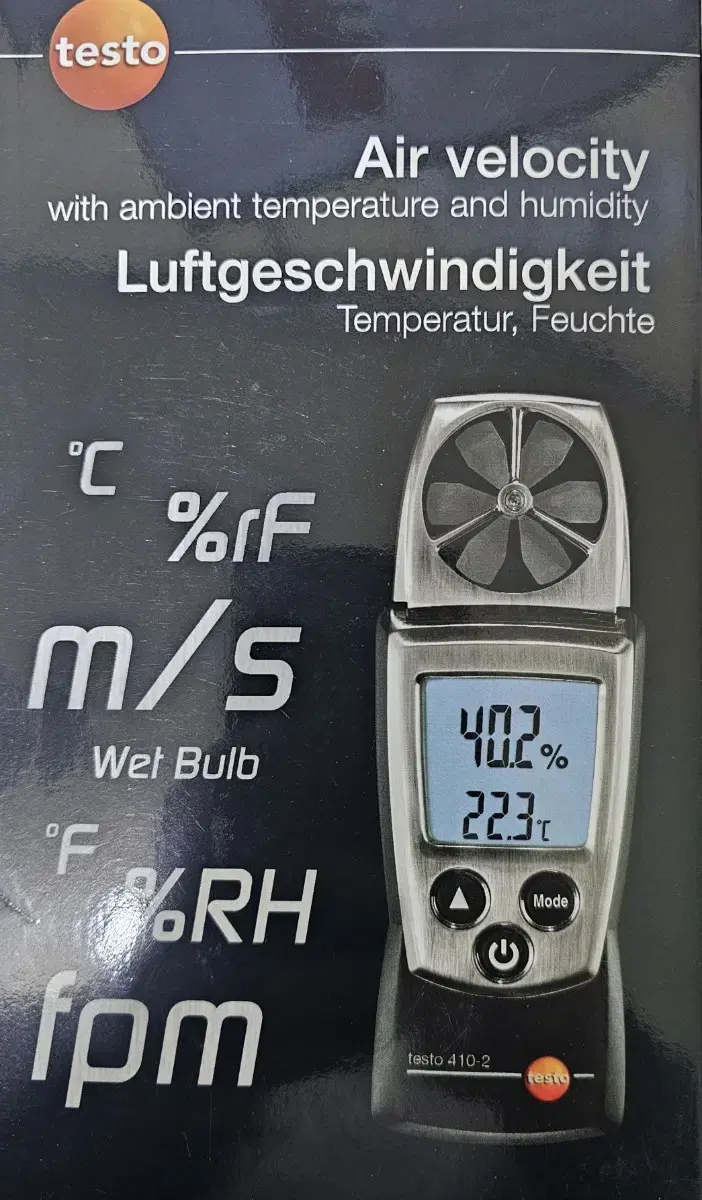 testo
Air velocity
with ambient temperature and humidity
Luftgeschwindigkeit
Temperatur, Feuchte
°C
%rF
m/s
Wet Bulb
°F
%RH
fpm
40.2%
22.3°C
▲
Mode
testo 410-2
testo